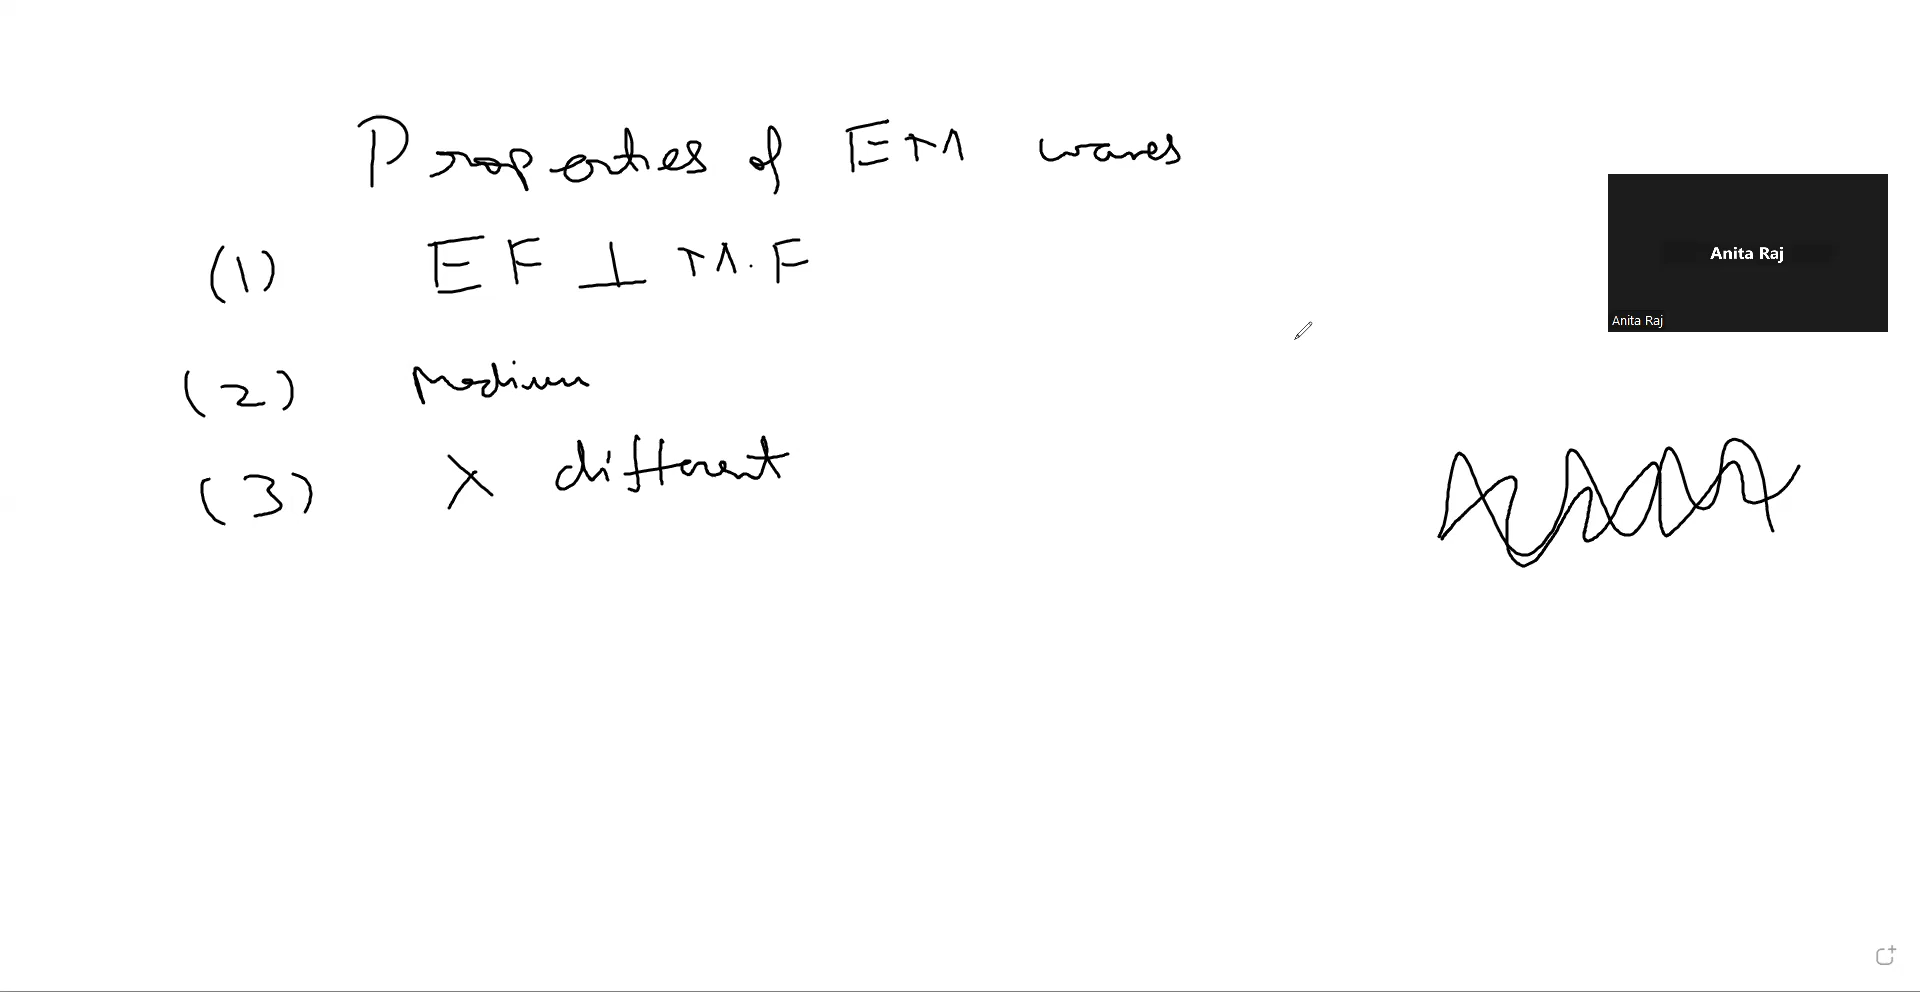 Properties of EM waves
(1) EF ⊥ M.F
(2) Medium
(3) λ different
Anita Raj
Anita Raj